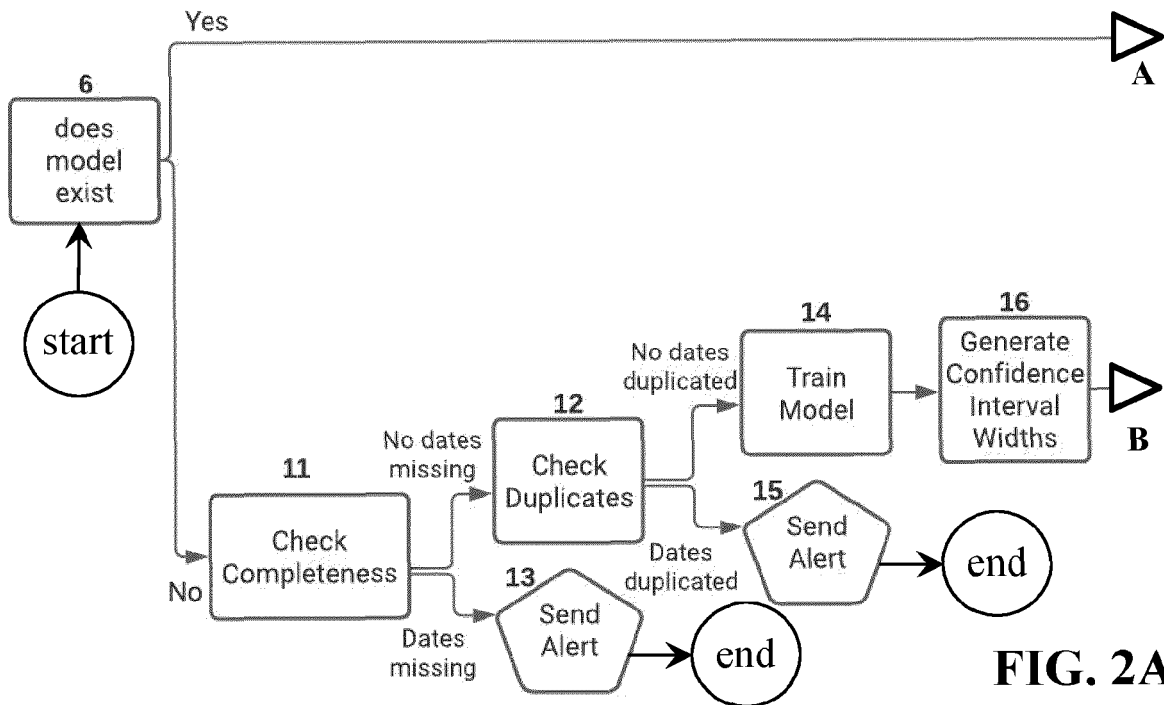 Yes
A
6
does
model
exist
start
16
14
Generate
Confidence
Interval
Widths
No dates
duplicated
Train
Model
B
12
No dates
missing
Check
Duplicates
11
15
Check
Completeness
Send
Alert
Dates
duplicated
end
No
13
Send
Alert
Dates
missing
end
FIG. 2A